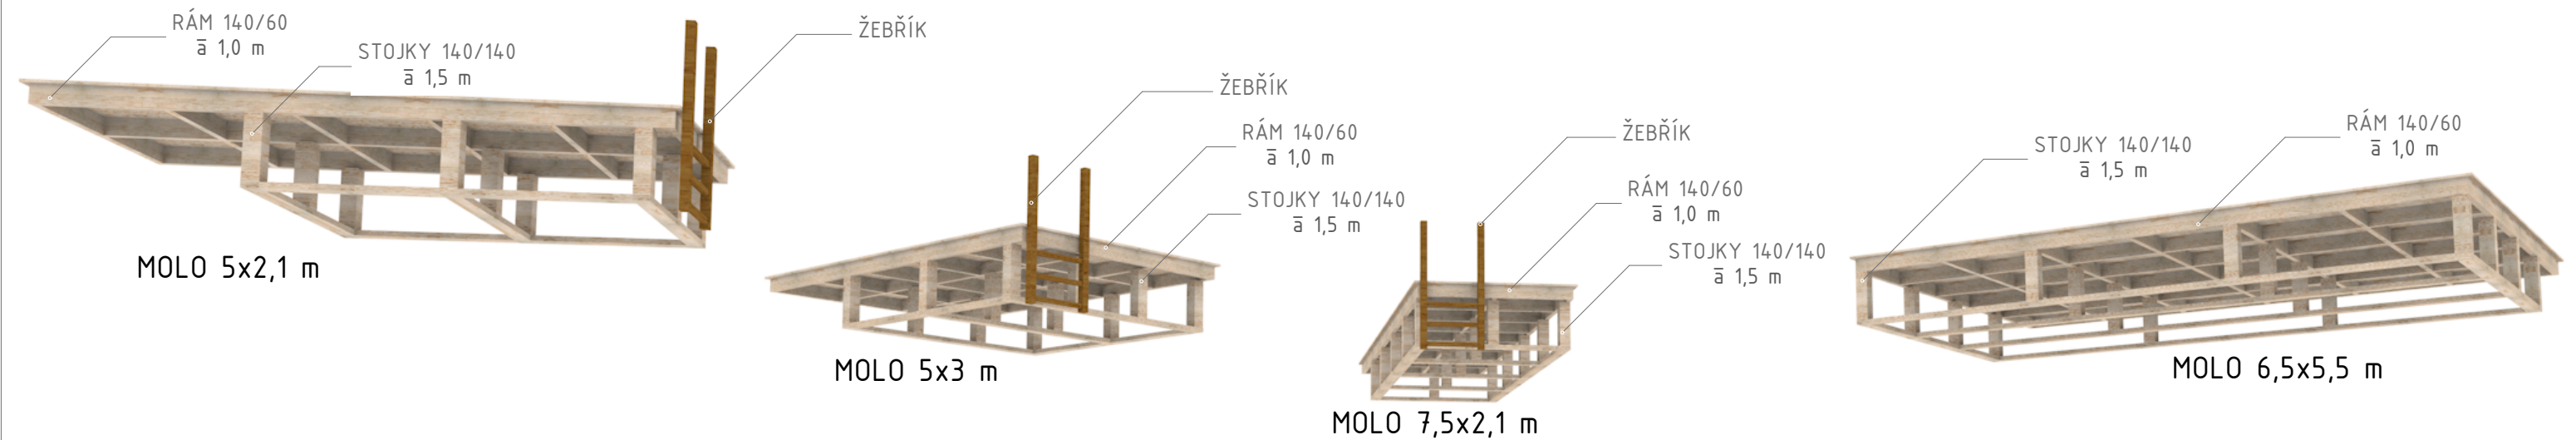 RÁM 140/60
ā 1,0 m
STOJKY 140/140
ā 1,5 m
ŽEBŘÍK
MOLO 5x2,1 m
ŽEBŘÍK
RÁM 140/60
ā 1,0 m
STOJKY 140/140
ā 1,5 m
MOLO 5x3 m
ŽEBŘÍK
RÁM 140/60
ā 1,0 m
STOJKY 140/140
ā 1,5 m
MOLO 7,5x2,1 m
STOJKY 140/140
ā 1,5 m
RÁM 140/60
ā 1,0 m
MOLO 6,5x5,5 m